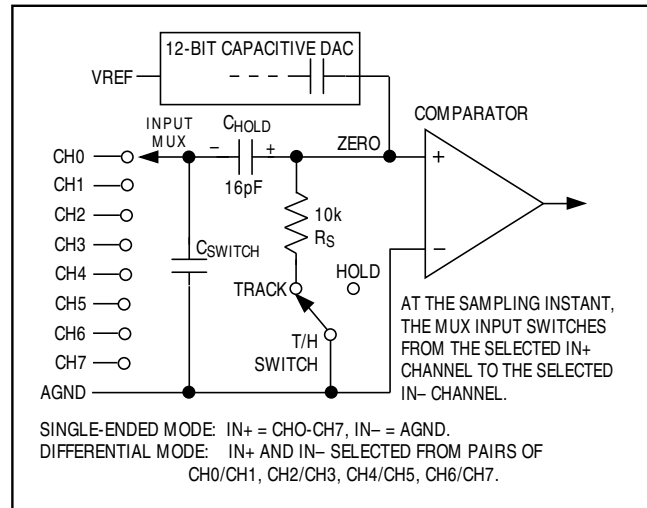 12-BIT CAPACITIVE DAC
VREF
COMPARATOR
INPUT
MUX
CHOLD
ZERO
– +
16pF
CH0
CH1
CH2
CH3
CH4
CH5
CH6
CH7
AGND
CSWITCH
10k
RS
+
–
HOLD
TRACK
T/H
SWITCH
AT THE SAMPLING INSTANT,
THE MUX INPUT SWITCHES
FROM THE SELECTED IN+
CHANNEL TO THE SELECTED
IN– CHANNEL.
SINGLE-ENDED MODE: IN+ = CHO-CH7, IN– = AGND.
DIFFERENTIAL MODE: IN+ AND IN– SELECTED FROM PAIRS OF
CH0/CH1, CH2/CH3, CH4/CH5, CH6/CH7.